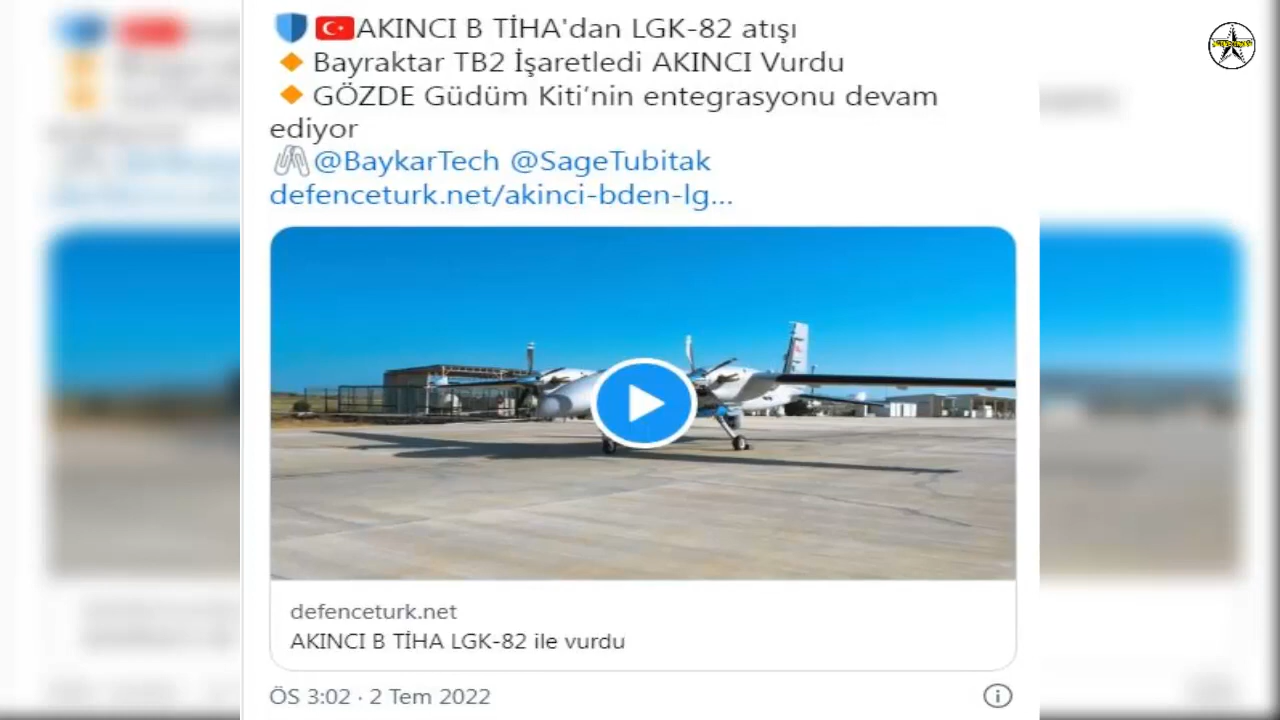 AKINCI B TİHA'dan LGK-82 atışı
Bayraktar TB2 İşaretledi AKINCI Vurdu
GÖZDE Güdüm Kiti’nin entegrasyonu devam
ediyor
@BaykarTech @SageTubitak
defenceturk.net/akinci-bden-lg...
defenceturk.net
AKINCI B TİHA LGK-82 ile vurdu
ÖS 3:02 · 2 Tem 2022